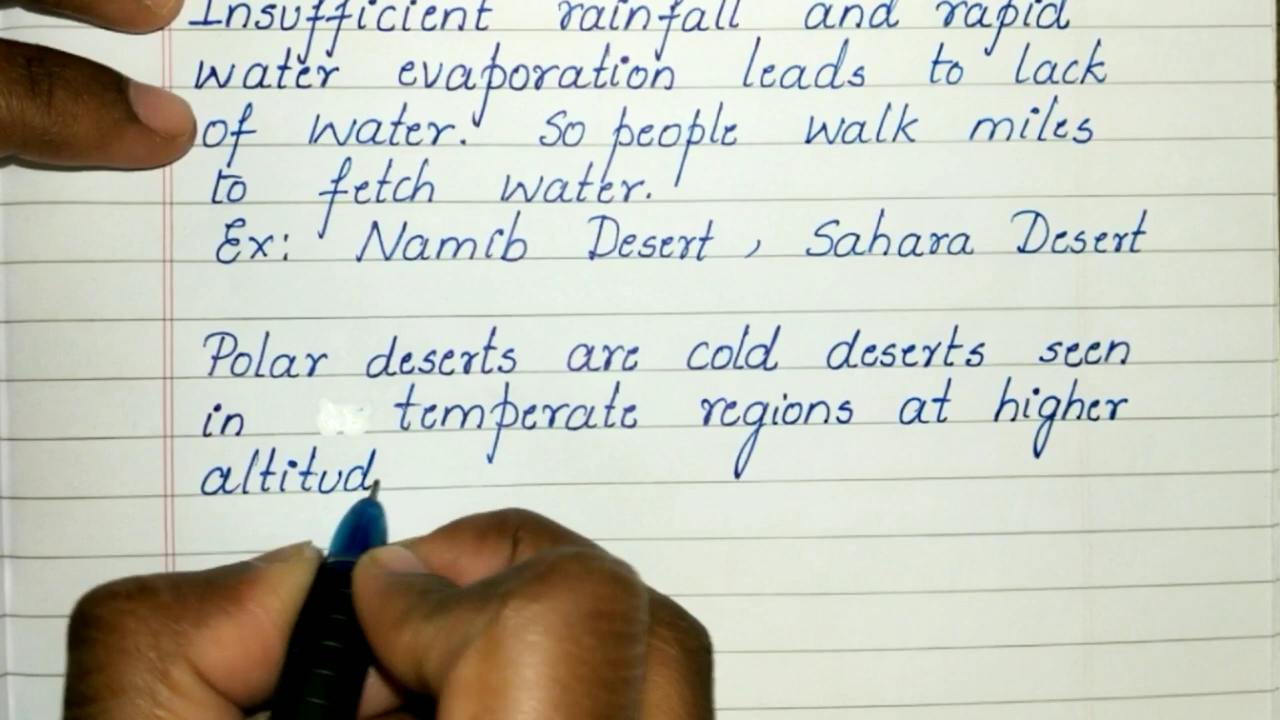 Insufficient rainfall and rapid
water evaporation leads to lack
of water. So people walk miles
to fetch water.
Ex: Namib Desert, Sahara Desert
Polar deserts are cold deserts seen
in temperate regions at higher
altitud